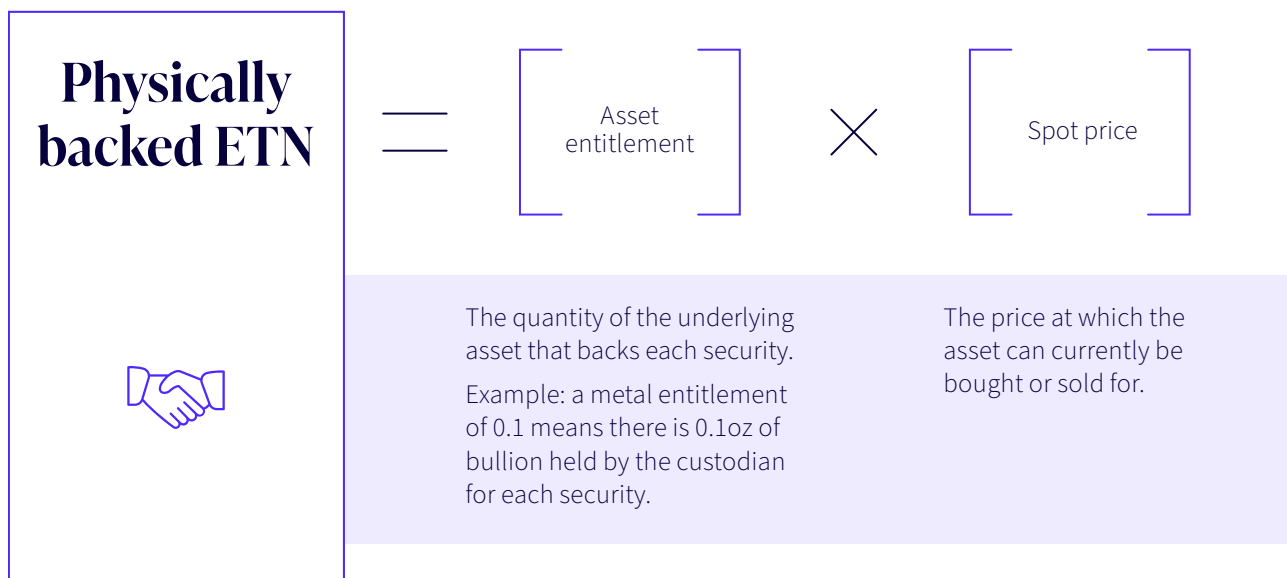 Physically
backed ETN
=
Asset
entitlement
×
Spot price
The quantity of the underlying
asset that backs each security.
Example: a metal entitlement
of 0.1 means there is 0.1oz of
bullion held by the custodian
for each security.
The price at which the
asset can currently be
bought or sold for.